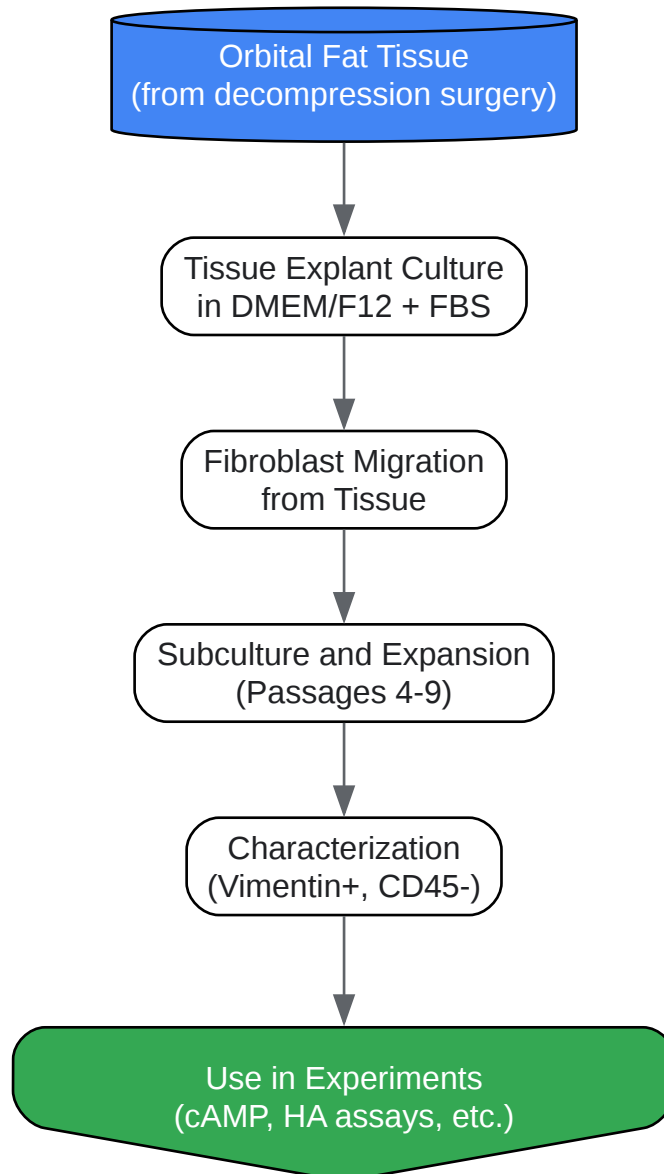 Orbital Fat Tissue
(from decompression surgery)
Tissue Explant Culture
in DMEM/F12 + FBS
Fibroblast Migration
from Tissue
Subculture and Expansion
(Passages 4-9)
Characterization
(Vimentin+, CD45-)
Use in Experiments
(cAMP, HA assays, etc.)